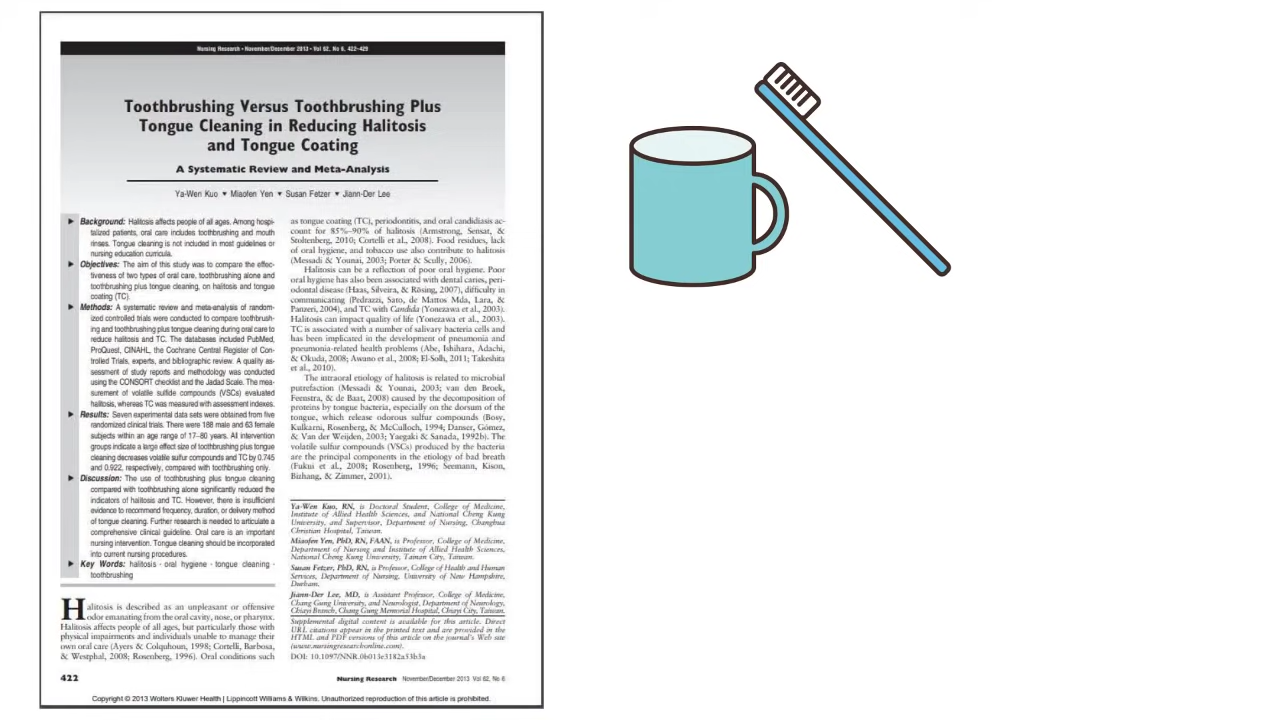 Nursing Research • November/December 2013 • Vol 62, No 6, 422–429
Toothbrushing Versus Toothbrushing Plus
Tongue Cleaning in Reducing Halitosis
and Tongue Coating
A Systematic Review and Meta-Analysis
Ya-Wen Kuo ▾ Miaofen Yen ▾ Susan Fetzer ▾ Jiann-Der Lee
▶ Background: Halitosis affects people of all ages. Among hospi-
talized patients, oral care includes toothbrushing and mouth
rinses. Tongue cleaning is not included in most guidelines or
nursing education curricula.
▶ Objectives: The aim of this study was to compare the effec-
tiveness of two types of oral care, toothbrushing alone and
toothbrushing plus tongue cleaning, on halitosis and tongue
coating (TC).
▶ Methods: A systematic review and meta-analysis of random-
ized controlled trials were conducted to compare toothbrush-
ing and toothbrushing plus tongue cleaning during oral care to
reduce halitosis and TC. The databases included PubMed,
ProQuest, CINAHL, the Cochrane Central Register of Con-
trolled Trials, experts, and bibliographic review. A quality as-
sessment of study reports and methodology was conducted
using the CONSORT checklist and the Jadad Scale. The mea-
surement of volatile sulfide compounds (VSCs) evaluated
halitosis, whereas TC was measured with assessment indexes.
▶ Results: Seven experimental data sets were obtained from five
randomized clinical trials. There were 188 male and 63 female
subjects within an age range of 17–80 years. All intervention
groups indicate a large effect size of toothbrushing plus tongue
cleaning decreases volatile sulfur compounds and TC by 0.745
and 0.922, respectively, compared with toothbrushing only.
▶ Discussion: The use of toothbrushing plus tongue cleaning
compared with toothbrushing alone significantly reduced the
indicators of halitosis and TC. However, there is insufficient
evidence to recommend frequency, duration, or delivery method
of tongue cleaning. Further research is needed to articulate a
comprehensive clinical guideline. Oral care is an important
nursing intervention. Tongue cleaning should be incorporated
into current nursing procedures.
▶ Key Words: halitosis · oral hygiene · tongue cleaning ·
toothbrushing
Halitosis is described as an unpleasant or offensive
odor emanating from the oral cavity, nose, or pharynx.
Halitosis affects people of all ages, but particularly those with
physical impairments and individuals unable to manage their
own oral care (Ayers & Colquhoun, 1998; Cortelli, Barbosa,
& Westphal, 2008; Rosenberg, 1996). Oral conditions such
as tongue coating (TC), periodontitis, and oral candidiasis ac-
count for 85%–90% of halitosis (Armstrong, Sensat, &
Stoltenberg, 2010; Cortelli et al., 2008). Food residues, lack
of oral hygiene, and tobacco use also contribute to halitosis
(Messadi & Younai, 2003; Porter & Scully, 2006).
Halitosis can be a reflection of poor oral hygiene. Poor
oral hygiene has also been associated with dental caries, peri-
odontal disease (Haas, Silveira, & Rösing, 2007), difficulty in
communicating (Pedrazzi, Sato, de Mattos Mda, Lara, &
Panzeri, 2004), and TC with Candida (Yonezawa et al., 2003).
Halitosis can impact quality of life (Yonezawa et al., 2003).
TC is associated with a number of salivary bacteria cells and
has been implicated in the development of pneumonia and
pneumonia-related health problems (Abe, Ishihara, Adachi,
& Okuda, 2008; Awano et al., 2008; El-Solh, 2011; Takeshita
et al., 2010).
The intraoral etiology of halitosis is related to microbial
putrefaction (Messadi & Younai, 2003; van den Broek,
Feenstra, & de Baat, 2008) caused by the decomposition of
proteins by tongue bacteria, especially on the dorsum of the
tongue, which release odorous sulfur compounds (Bosy,
Kulkarni, Rosenberg, & McCulloch, 1994; Danser, Gómez,
& Van der Weijden, 2003; Yaegaki & Sanada, 1992b). The
volatile sulfur compounds (VSCs) produced by the bacteria
are the principal components in the etiology of bad breath
(Fukui et al., 2008; Rosenberg, 1996; Seemann, Kison,
Bizhang, & Zimmer, 2001).
Ya-Wen Kuo, RN, is Doctoral Student, College of Medicine,
Institute of Allied Health Sciences, and National Cheng Kung
University, and Supervisor, Department of Nursing, Changhua
Christian Hospital, Taiwan.
Miaofen Yen, PhD, RN, FAAN, is Professor, College of Medicine,
Department of Nursing and Institute of Allied Health Sciences,
National Cheng Kung University, Tainan City, Taiwan.
Susan Fetzer, PhD, RN, is Professor, College of Health and Human
Services, Department of Nursing, University of New Hampshire,
Durham.
Jiann-Der Lee, MD, is Assistant Professor, College of Medicine,
Chang Gung University, and Neurologist, Department of Neurology,
Chiayi Branch, Chang Gung Memorial Hospital, Chiayi City, Taiwan.
Supplemental digital content is available for this article. Direct
URL citations appear in the printed text and are provided in the
HTML and PDF versions of this article on the journal's Web site
(www.nursingresearchonline.com).
DOI: 10.1097/NNR.0b013e3182a53b3a
422
Nursing Research November/December 2013 Vol 62, No 6
Copyright © 2013 Wolters Kluwer Health | Lippincott Williams & Wilkins. Unauthorized reproduction of this article is prohibited.